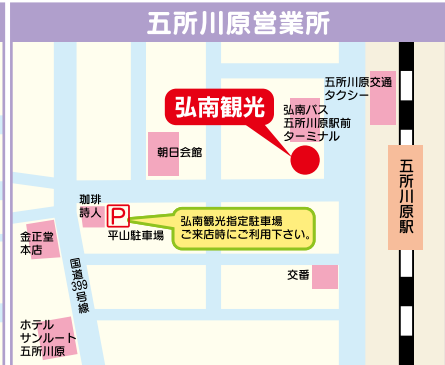 五所川原営業所
五所川原交通
タクシー
弘南観光
弘南バス
五所川原駅前
ターミナル
朝日会館
五所川原駅
珈琲
詩人
P
平山駐車場
弘南観光指定駐車場
ご来店時にご利用下さい。
金正堂
本店
国道399号線
交番
ホテル
サンルート
五所川原